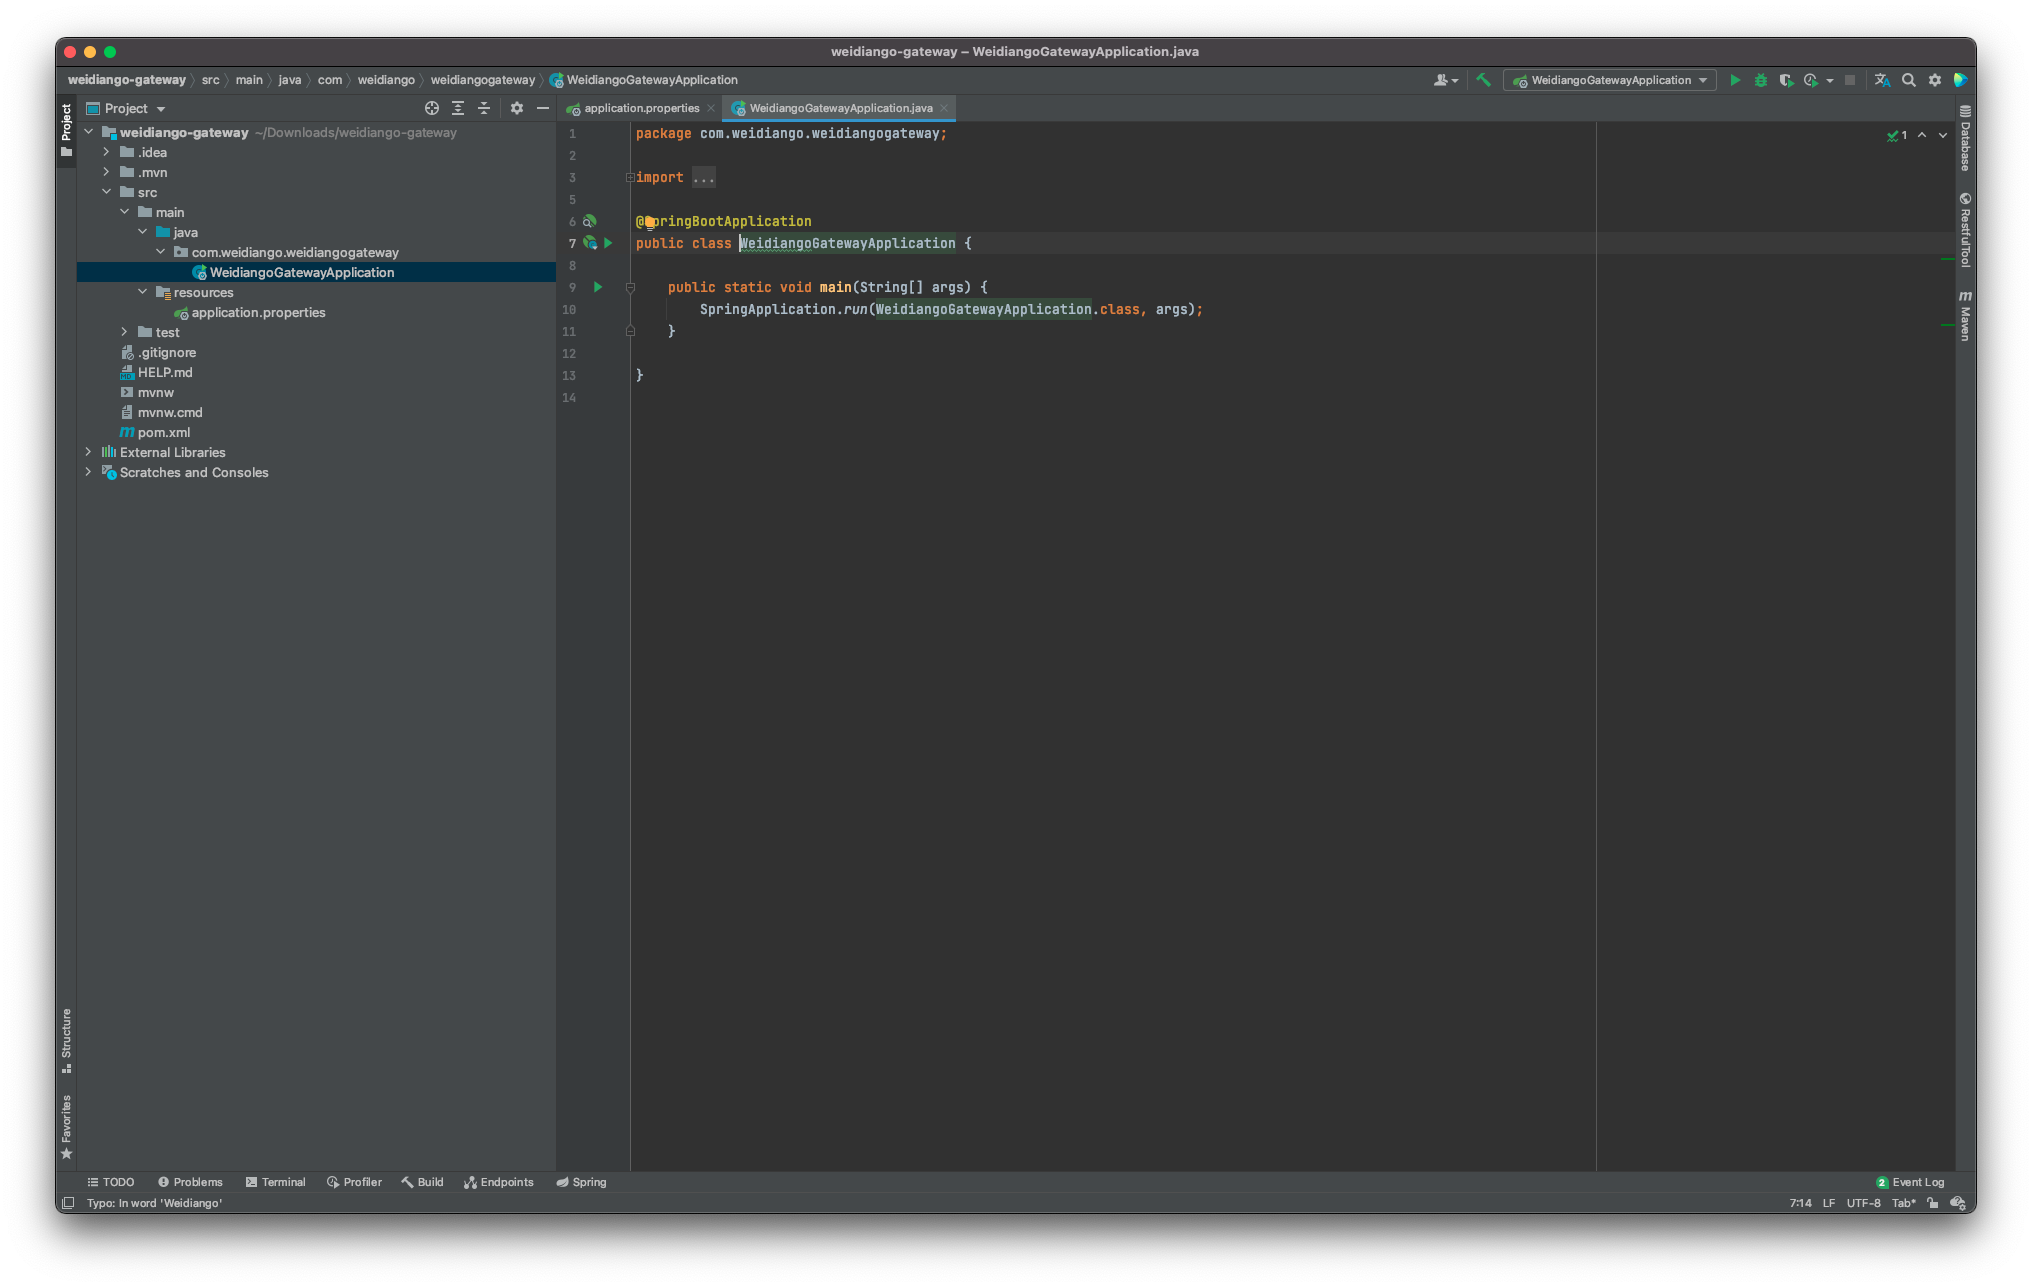 weidiango-gateway – WeidiangoGatewayApplication.java
weidiango-gateway src main java com weidiango weidiangogateway WeidiangoGatewayApplication
WeidiangoGatewayApplication
Project
Project
application.properties
WeidiangoGatewayApplication.java
weidiango-gateway ~/Downloads/weidiango-gateway
.idea
.mvn
src
main
java
com.weidiango.weidiangogateway
WeidiangoGatewayApplication
resources
application.properties
test
.gitignore
HELP.md
mvnw
mvnw.cmd
pom.xml
External Libraries
Scratches and Consoles
1 package com.weidiango.weidiangogateway;
2
3 import ...
5
6 @SpringBootApplication
7 public class WeidiangoGatewayApplication {
8
9 public static void main(String[] args) {
10 SpringApplication.run(WeidiangoGatewayApplication.class, args);
11 }
12
13 }
14
1
Database
RestfulTool
Maven
Structure
Favorites
TODO Problems Terminal Profiler Build Endpoints Spring
2 Event Log
Typo: In word 'Weidiango'
7:14 LF UTF-8 Tab*